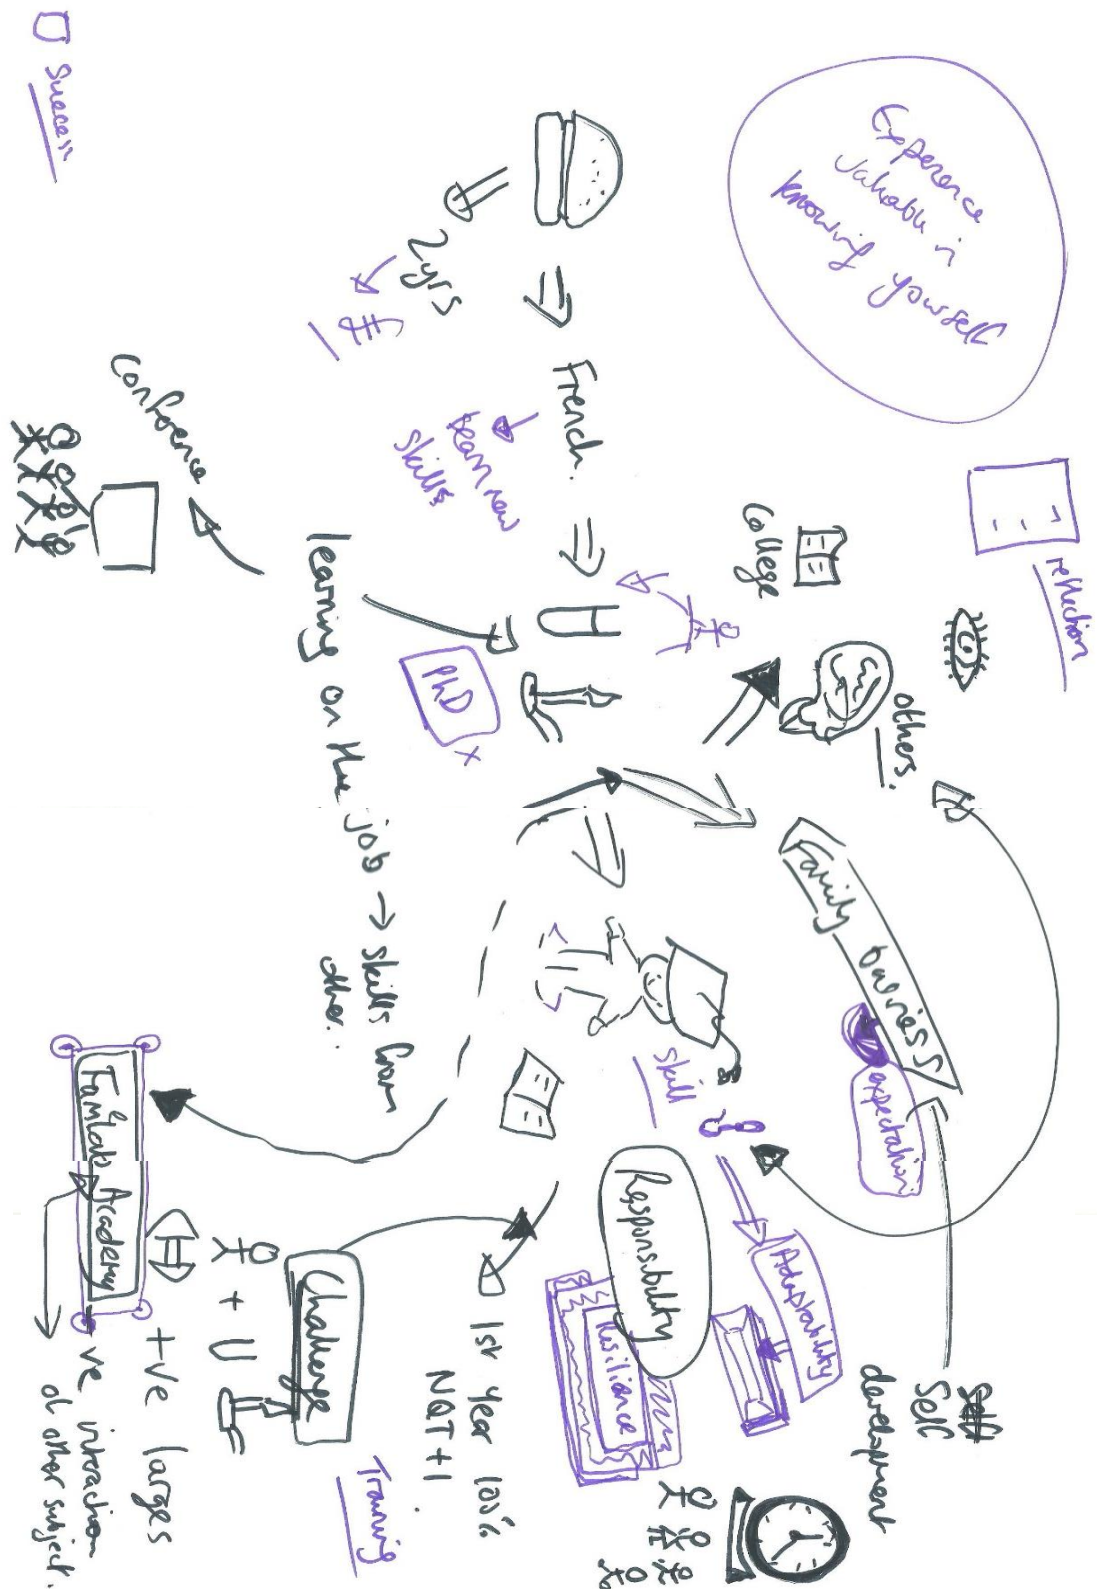 Experence
valuable in
knowing yourself
reflection
Success
2yrs
French.
learn new
skills
College
others.
Conference
learning on the job → skills from
other.
PhD
x
Family business
expectation
skill
Adaptability
Responsibility
Resilience
Self
Self
development
1st year 100%
NQT + 1
Challenge
Training
+
Academy
+ve larges
-ve interaction
of other subject.